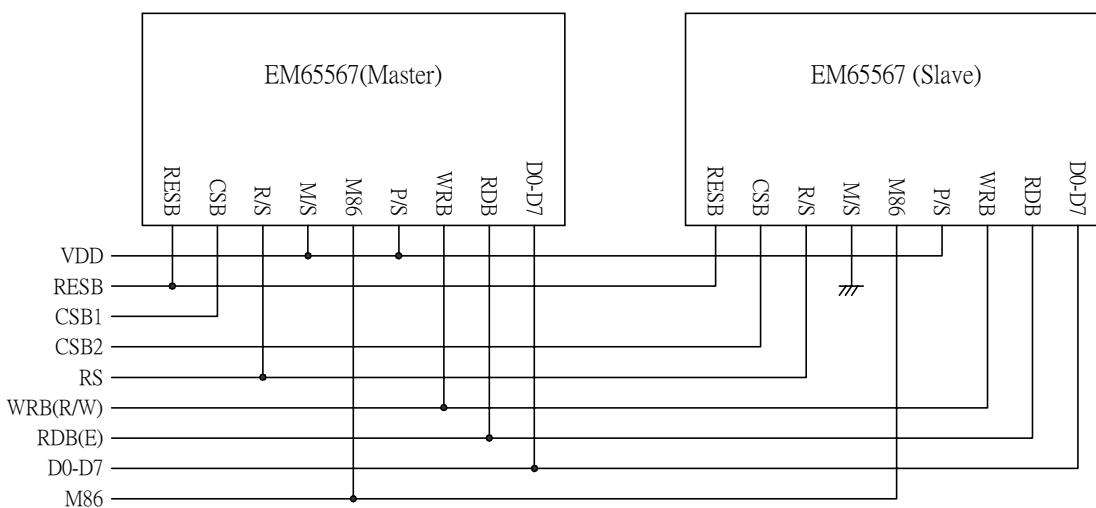 EM65567(Master)
EM65567 (Slave)
RESB
CSB
R/S
M/S
M86
P/S
WRB
RDB
D0-D7
RESB
CSB
R/S
M/S
M86
P/S
WRB
RDB
D0-D7
VDD
RESB
CSB1
CSB2
RS
WRB(R/W)
RDB(E)
D0-D7
M86